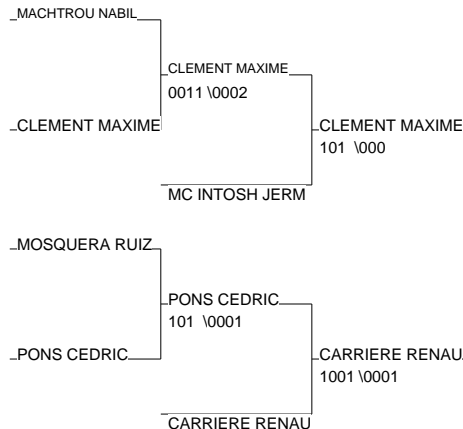 MACHTROU NABIL
CLEMENT MAXIME
0011 \0002
CLEMENT MAXIME
CLEMENT MAXIME
101 \000
MC INTOSH JERM
MOSQUERA RUIZ
PONS CEDRIC
101 \0001
PONS CEDRIC
CARRIERE RENAU
1001 \0001
CARRIERE RENAU